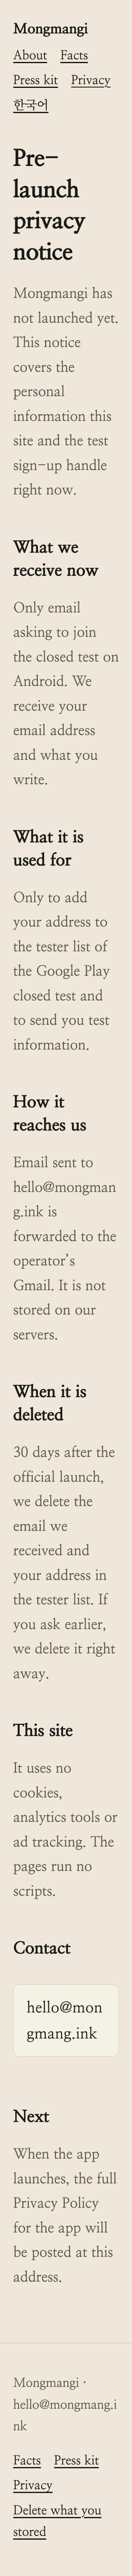 Mongmangi
About Facts
Press kit Privacy
한국어
Pre-
launch
privacy
notice
Mongmangi has
not launched yet.
This notice
covers the
personal
information this
site and the test
sign-up handle
right now.
What we
receive now
Only email
asking to join
the closed test on
Android. We
receive your
email address
and what you
write.
What it is
used for
Only to add
your address to
the tester list of
the Google Play
closed test and
to send you test
information.
How it
reaches us
Email sent to
hello@mongman
g.ink is
forwarded to the
operator's
Gmail. It is not
stored on our
servers.
When it is
deleted
30 days after the
official launch,
we delete the
email we
received and
your address in
the tester list. If
you ask earlier,
we delete it right
away.
This site
It uses no
cookies,
analytics tools or
ad tracking. The
pages run no
scripts.
Contact
hello@mon
gmang.ink
Next
When the app
launches, the full
Privacy Policy
for the app will
be posted at this
address.
Mongmangi ·
hello@mongmang.i
nk
Facts Press kit
Privacy
Delete what you
stored